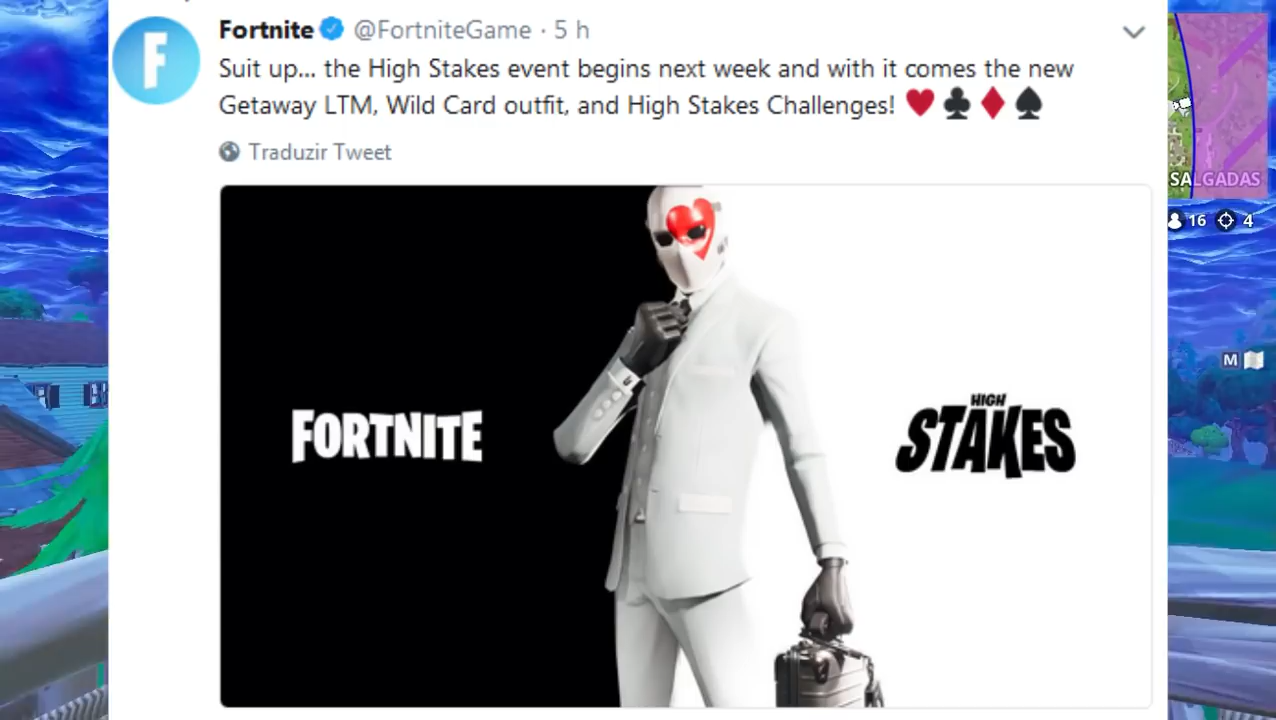 Fortnite @FortniteGame · 5 h
Suit up... the High Stakes event begins next week and with it comes the new
Getaway LTM, Wild Card outfit, and High Stakes Challenges! ♥♣♦♠
Traduzir Tweet
FORTNITE
HIGH
STAKES
SALGADAS
16 4
M